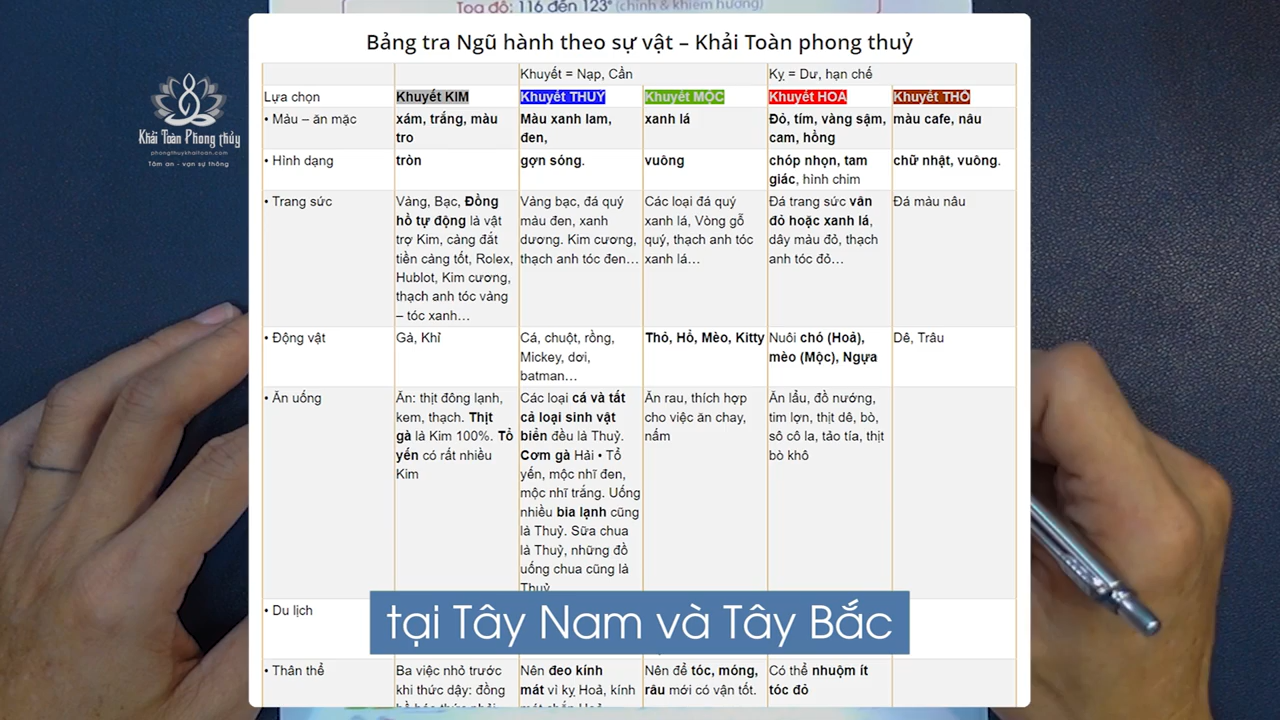 Toạ độ: 116 đến 123° (chính & khiêm hướng)
Bảng tra Ngũ hành theo sự vật – Khải Toàn phong thuỷ
Khải Toàn Phong thủy
phongthuykhaitoan.com
Tâm an - vạn sự thông
Khuyết = Nạp, Cần
Kỵ = Dư, hạn chế
Lựa chọn
Khuyết KIM
Khuyết THUỶ
Khuyết MỘC
Khuyết HOẢ
Khuyết THỔ
• Màu – ăn mặc
xám, trắng, màu
tro
Màu xanh lam,
đen,
xanh lá
Đỏ, tím, vàng sậm,
cam, hồng
màu cafe, nâu
• Hình dạng
tròn
gợn sóng.
vuông
chóp nhọn, tam
giác, hình chim
chữ nhật, vuông.
• Trang sức
Vàng, Bạc, Đồng
hồ tự động là vật
trợ Kim, càng đắt
tiền càng tốt, Rolex,
Hublot, Kim cương,
thạch anh tóc vàng
– tóc xanh…
Vàng bạc, đá quý
màu đen, xanh
dương. Kim cương,
thạch anh tóc đen…
Các loại đá quý
xanh lá, Vòng gỗ
quý, thạch anh tóc
xanh lá…
Đá trang sức vân
đỏ hoặc xanh lá,
dây màu đỏ, thạch
anh tóc đỏ…
Đá màu nâu
• Động vật
Gà, Khỉ
Cá, chuột, rồng,
Mickey, dơi,
batman…
Thỏ, Hổ, Mèo, Kitty
Nuôi chó (Hoả),
mèo (Mộc), Ngựa
Dê, Trâu
• Ăn uống
Ăn: thịt đông lạnh,
kem, thạch. Thịt
gà là Kim 100%. Tổ
yến có rất nhiều
Kim
Các loại cá và tất
cả loại sinh vật
biển đều là Thuỷ.
Cơm gà Hải • Tổ
yến, mộc nhĩ đen,
mộc nhĩ trắng. Uống
nhiều bia lạnh cũng
là Thuỷ. Sữa chua
là Thuỷ, những đồ
uống chua cũng là
Thuỷ
Ăn rau, thích hợp
cho việc ăn chay,
nấm
Ăn lẩu, đồ nướng,
tim lợn, thịt dê, bò,
sô cô la, tảo tía, thịt
bò khô
• Du lịch
tại Tây Nam và Tây Bắc
• Thân thể
Ba việc nhỏ trước
khi thức dậy: đồng
Nên đeo kính
mát vì kỵ Hoả, kính
Nên để tóc, móng,
râu mới có vận tốt.
Có thể nhuộm ít
tóc đỏ